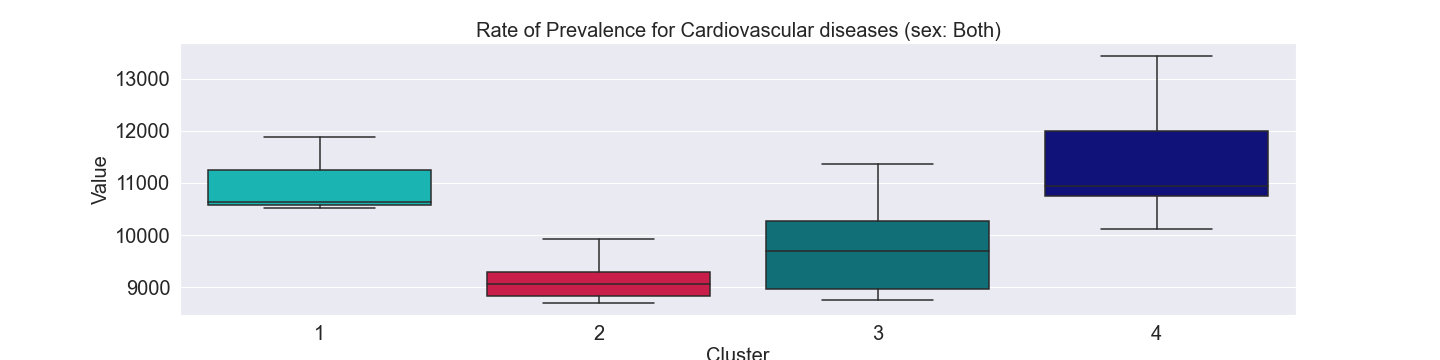 Rate of Prevalence for Cardiovascular diseases (sex: Both)
13000
12000
11000
10000
9000
Value
1 2 3 4
Cluster